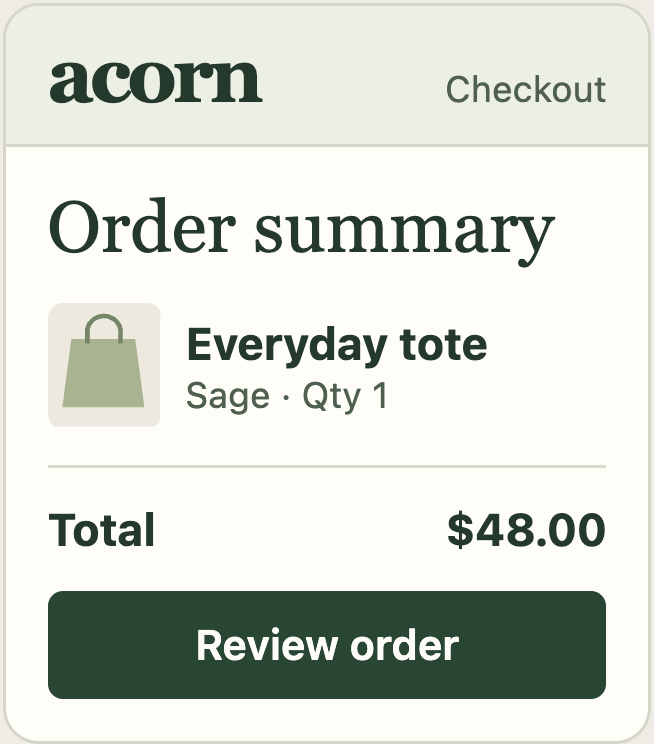 acorn
Checkout
Order summary
Everyday tote
Sage · Qty 1
Total
$48.00
Review order